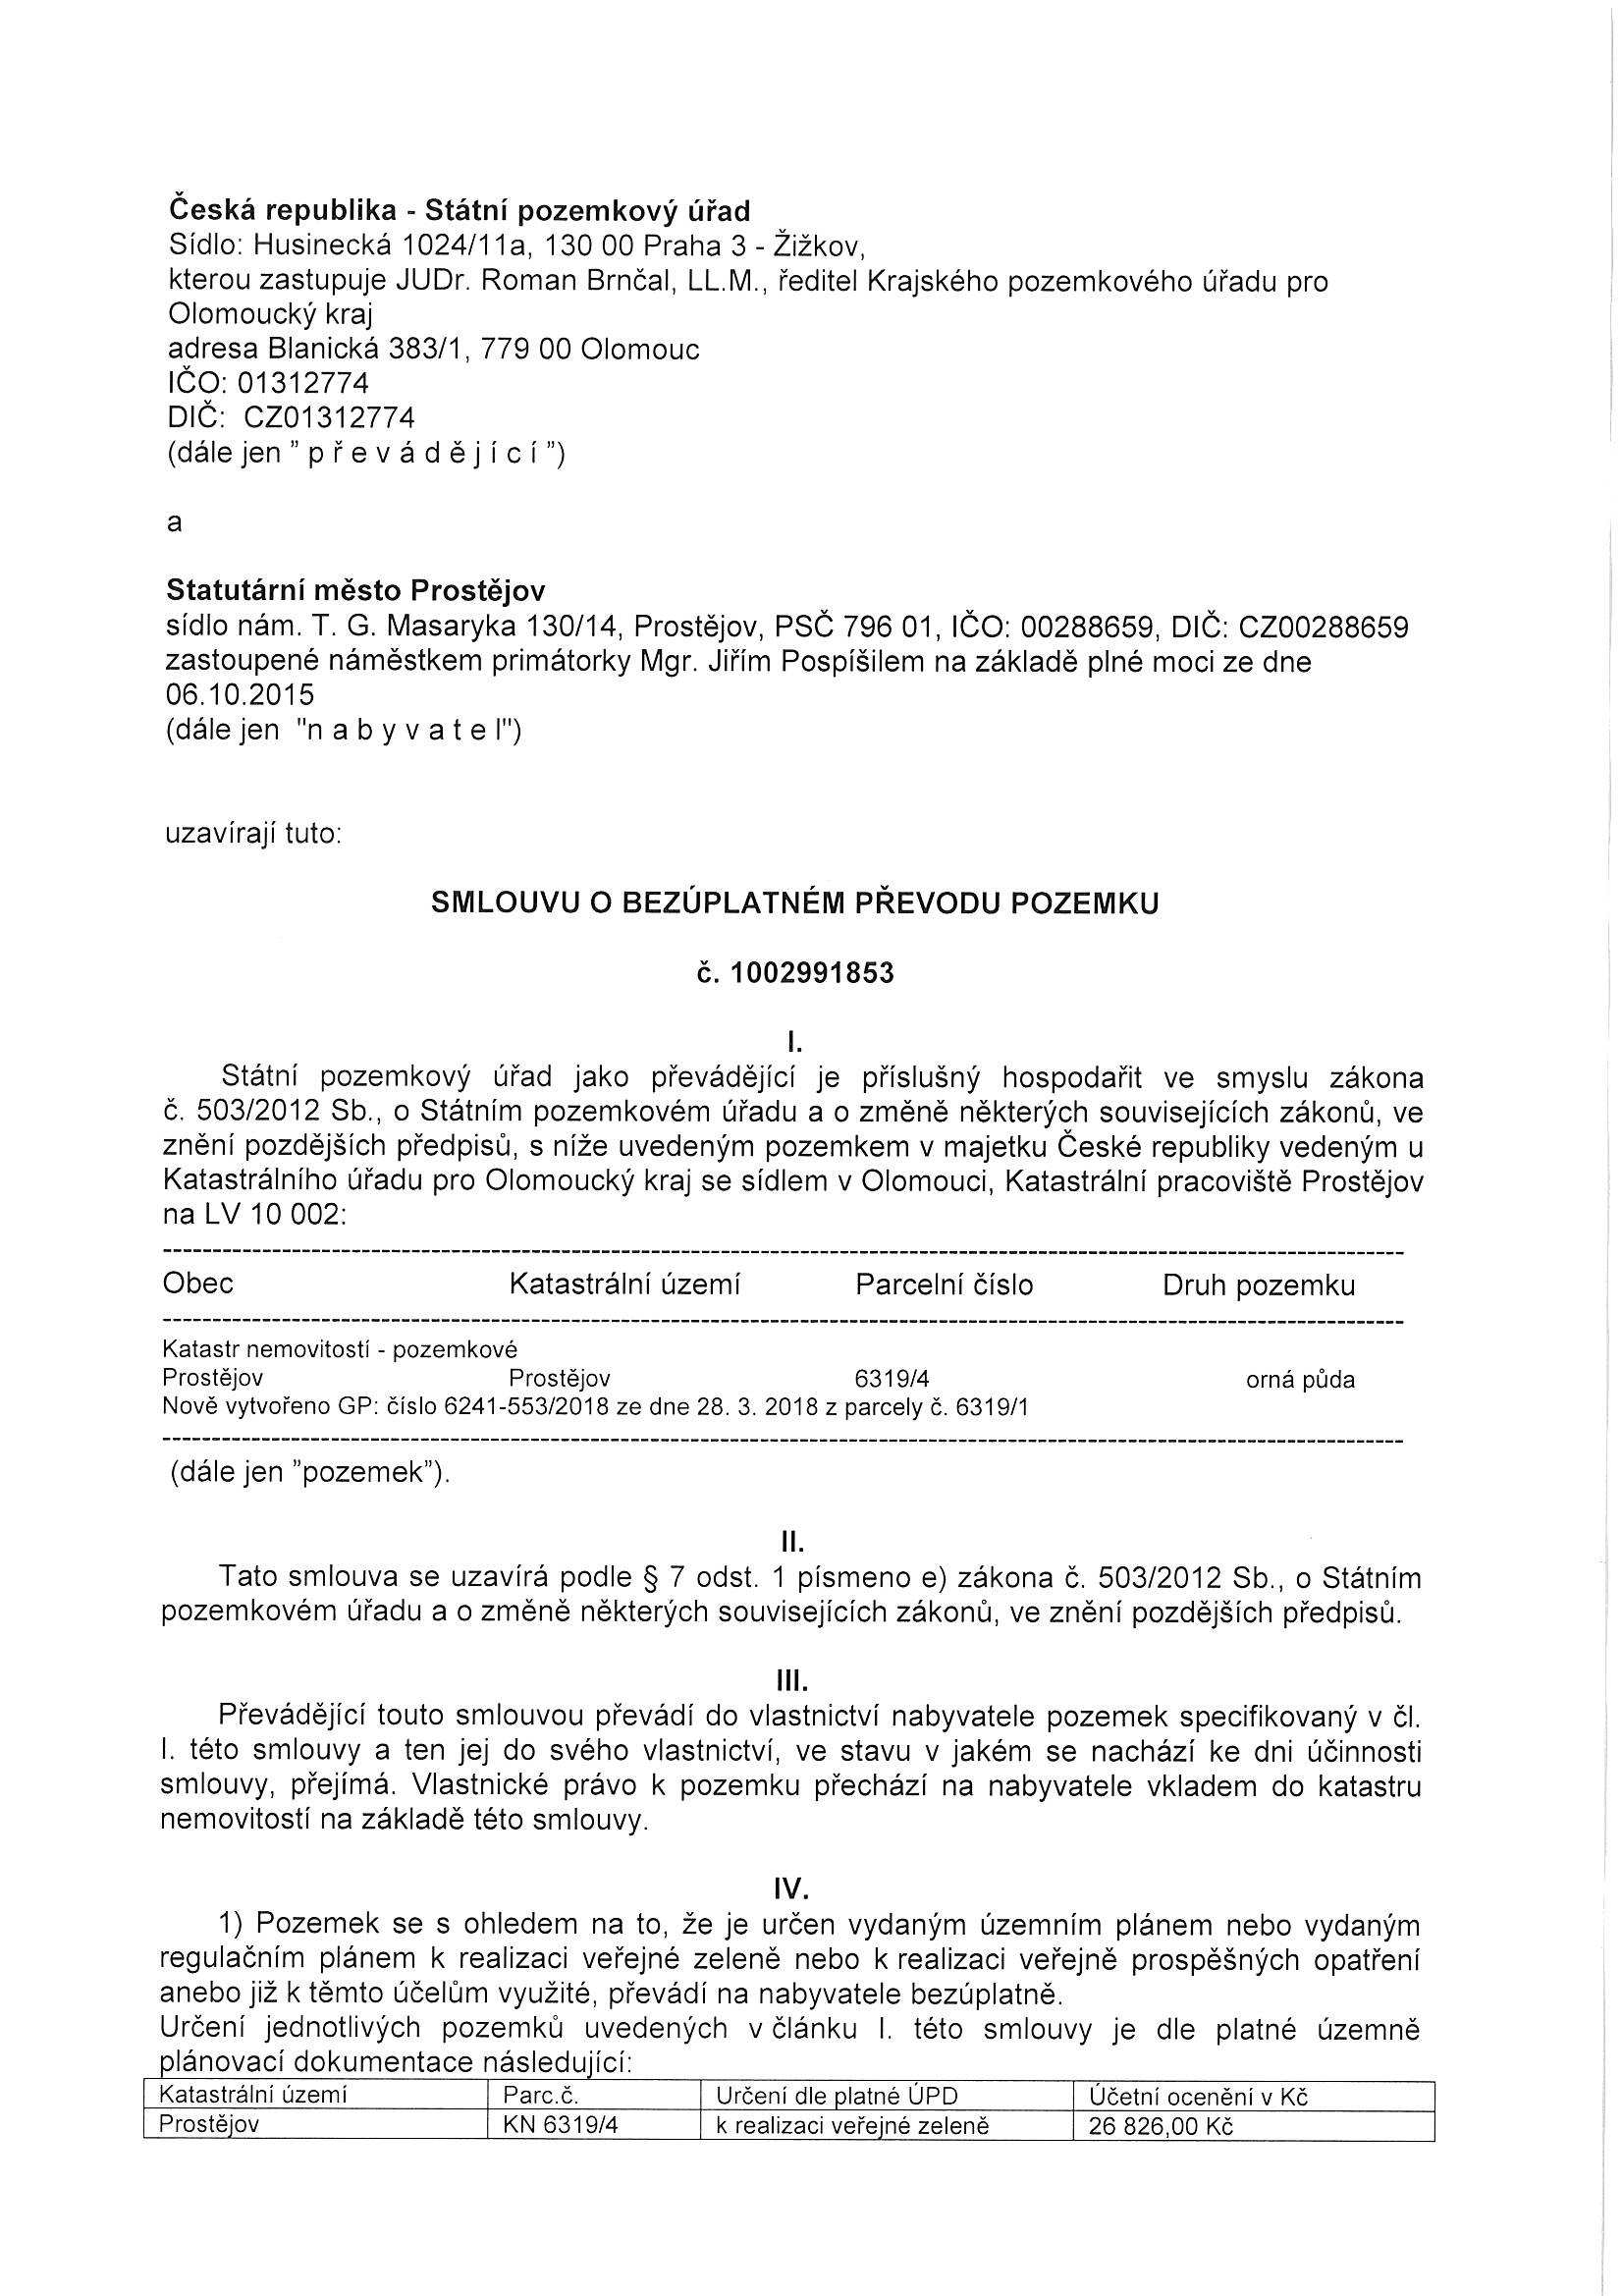 Česká republika - Státní pozemkový úřad
Sídlo: Husinecká 1024/11a, 130 00 Praha 3 - Žižkov,
kterou zastupuje JUDr. Roman Brnčal, LL.M., ředitel Krajského pozemkového úřadu pro
Olomoucký kraj
adresa Blanická 383/1, 779 00 Olomouc
IČO: 01312774
DIČ:  CZ01312774
(dále jen ” p ř e v á d ě j í c í ”)
a
Statutární město Prostějov
sídlo nám. T. G. Masaryka 130/14, Prostějov, PSČ 796 01, IČO: 00288659, DIČ: CZ00288659
zastoupené náměstkem primátorky Mgr. Jiřím Pospíšilem na základě plné moci ze dne
06.10.2015
(dále jen  "n a b y v a t e l")
uzavírají tuto:
SMLOUVU O BEZÚPLATNÉM PŘEVODU POZEMKU
č. 1002991853
I.
Státní pozemkový úřad jako převádějící je příslušný hospodařit ve smyslu zákona
č. 503/2012 Sb., o Státním pozemkovém úřadu a o změně některých souvisejících zákonů, ve
znění pozdějších předpisů, s níže uvedeným pozemkem v majetku České republiky vedeným u
Katastrálního úřadu pro Olomoucký kraj se sídlem v Olomouci, Katastrální pracoviště Prostějov
na LV 10 002:
Obec Katastrální území Parcelní číslo Druh pozemku
Katastr nemovitostí - pozemkové
Prostějov Prostějov 6319/4 orná půda
Nově vytvořeno GP: číslo 6241-553/2018 ze dne 28. 3. 2018 z parcely č. 6319/1
(dále jen ”pozemek”).
II.
Tato smlouva se uzavírá podle § 7 odst. 1 písmeno e) zákona č. 503/2012 Sb., o Státním
pozemkovém úřadu a o změně některých souvisejících zákonů, ve znění pozdějších předpisů.
III.
Převádějící touto smlouvou převádí do vlastnictví nabyvatele pozemek specifikovaný v čl.
I. této smlouvy a ten jej do svého vlastnictví, ve stavu v jakém se nachází ke dni účinnosti
smlouvy, přejímá. Vlastnické právo k pozemku přechází na nabyvatele vkladem do katastru
nemovitostí na základě této smlouvy.
IV.
1) Pozemek se s ohledem na to, že je určen vydaným územním plánem nebo vydaným
regulačním plánem k realizaci veřejné zeleně nebo k realizaci veřejně prospěšných opatření
anebo již k těmto účelům využité, převádí na nabyvatele bezúplatně.
Určení jednotlivých pozemků uvedených v článku I. této smlouvy je dle platné územně
plánovací dokumentace následující:
Katastrální území Parc.č. Určení dle platné ÚPD Účetní ocenění v Kč
Prostějov KN 6319/4 k realizaci veřejné zeleně 26 826,00 Kč